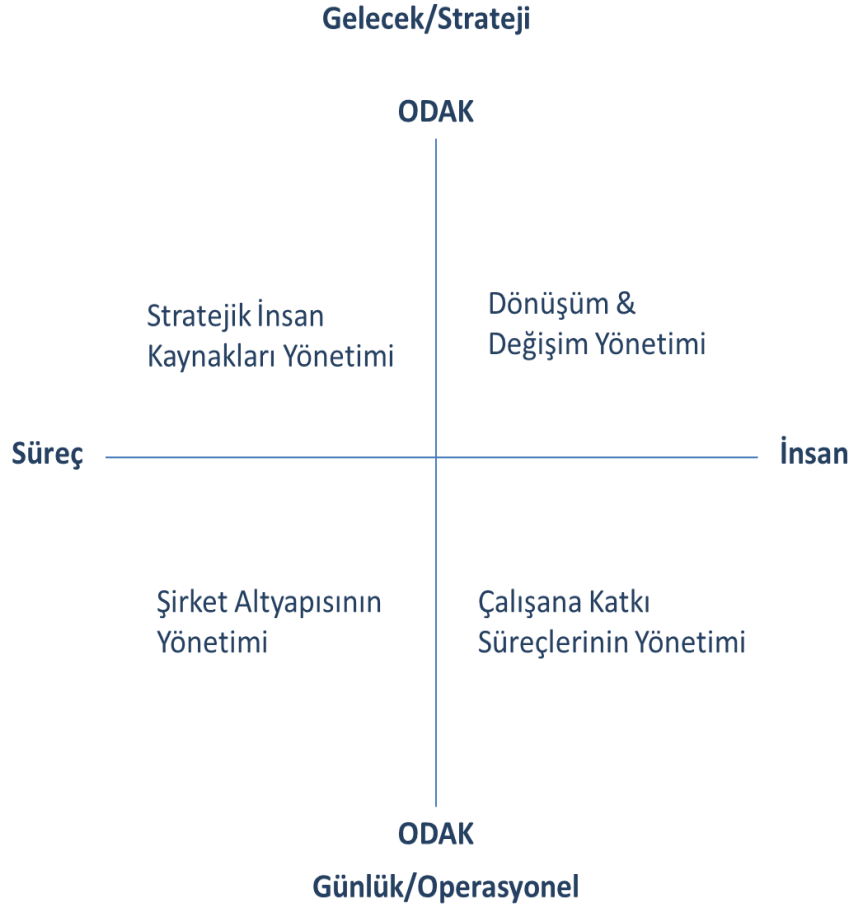 Gelecek/Strateji
ODAK
Stratejik İnsan
Kaynakları Yönetimi
Dönüşüm &
Değişim Yönetimi
Süreç
İnsan
Şirket Altyapısının
Yönetimi
Çalışana Katkı
Süreçlerinin Yönetimi
ODAK
Günlük/Operasyonel